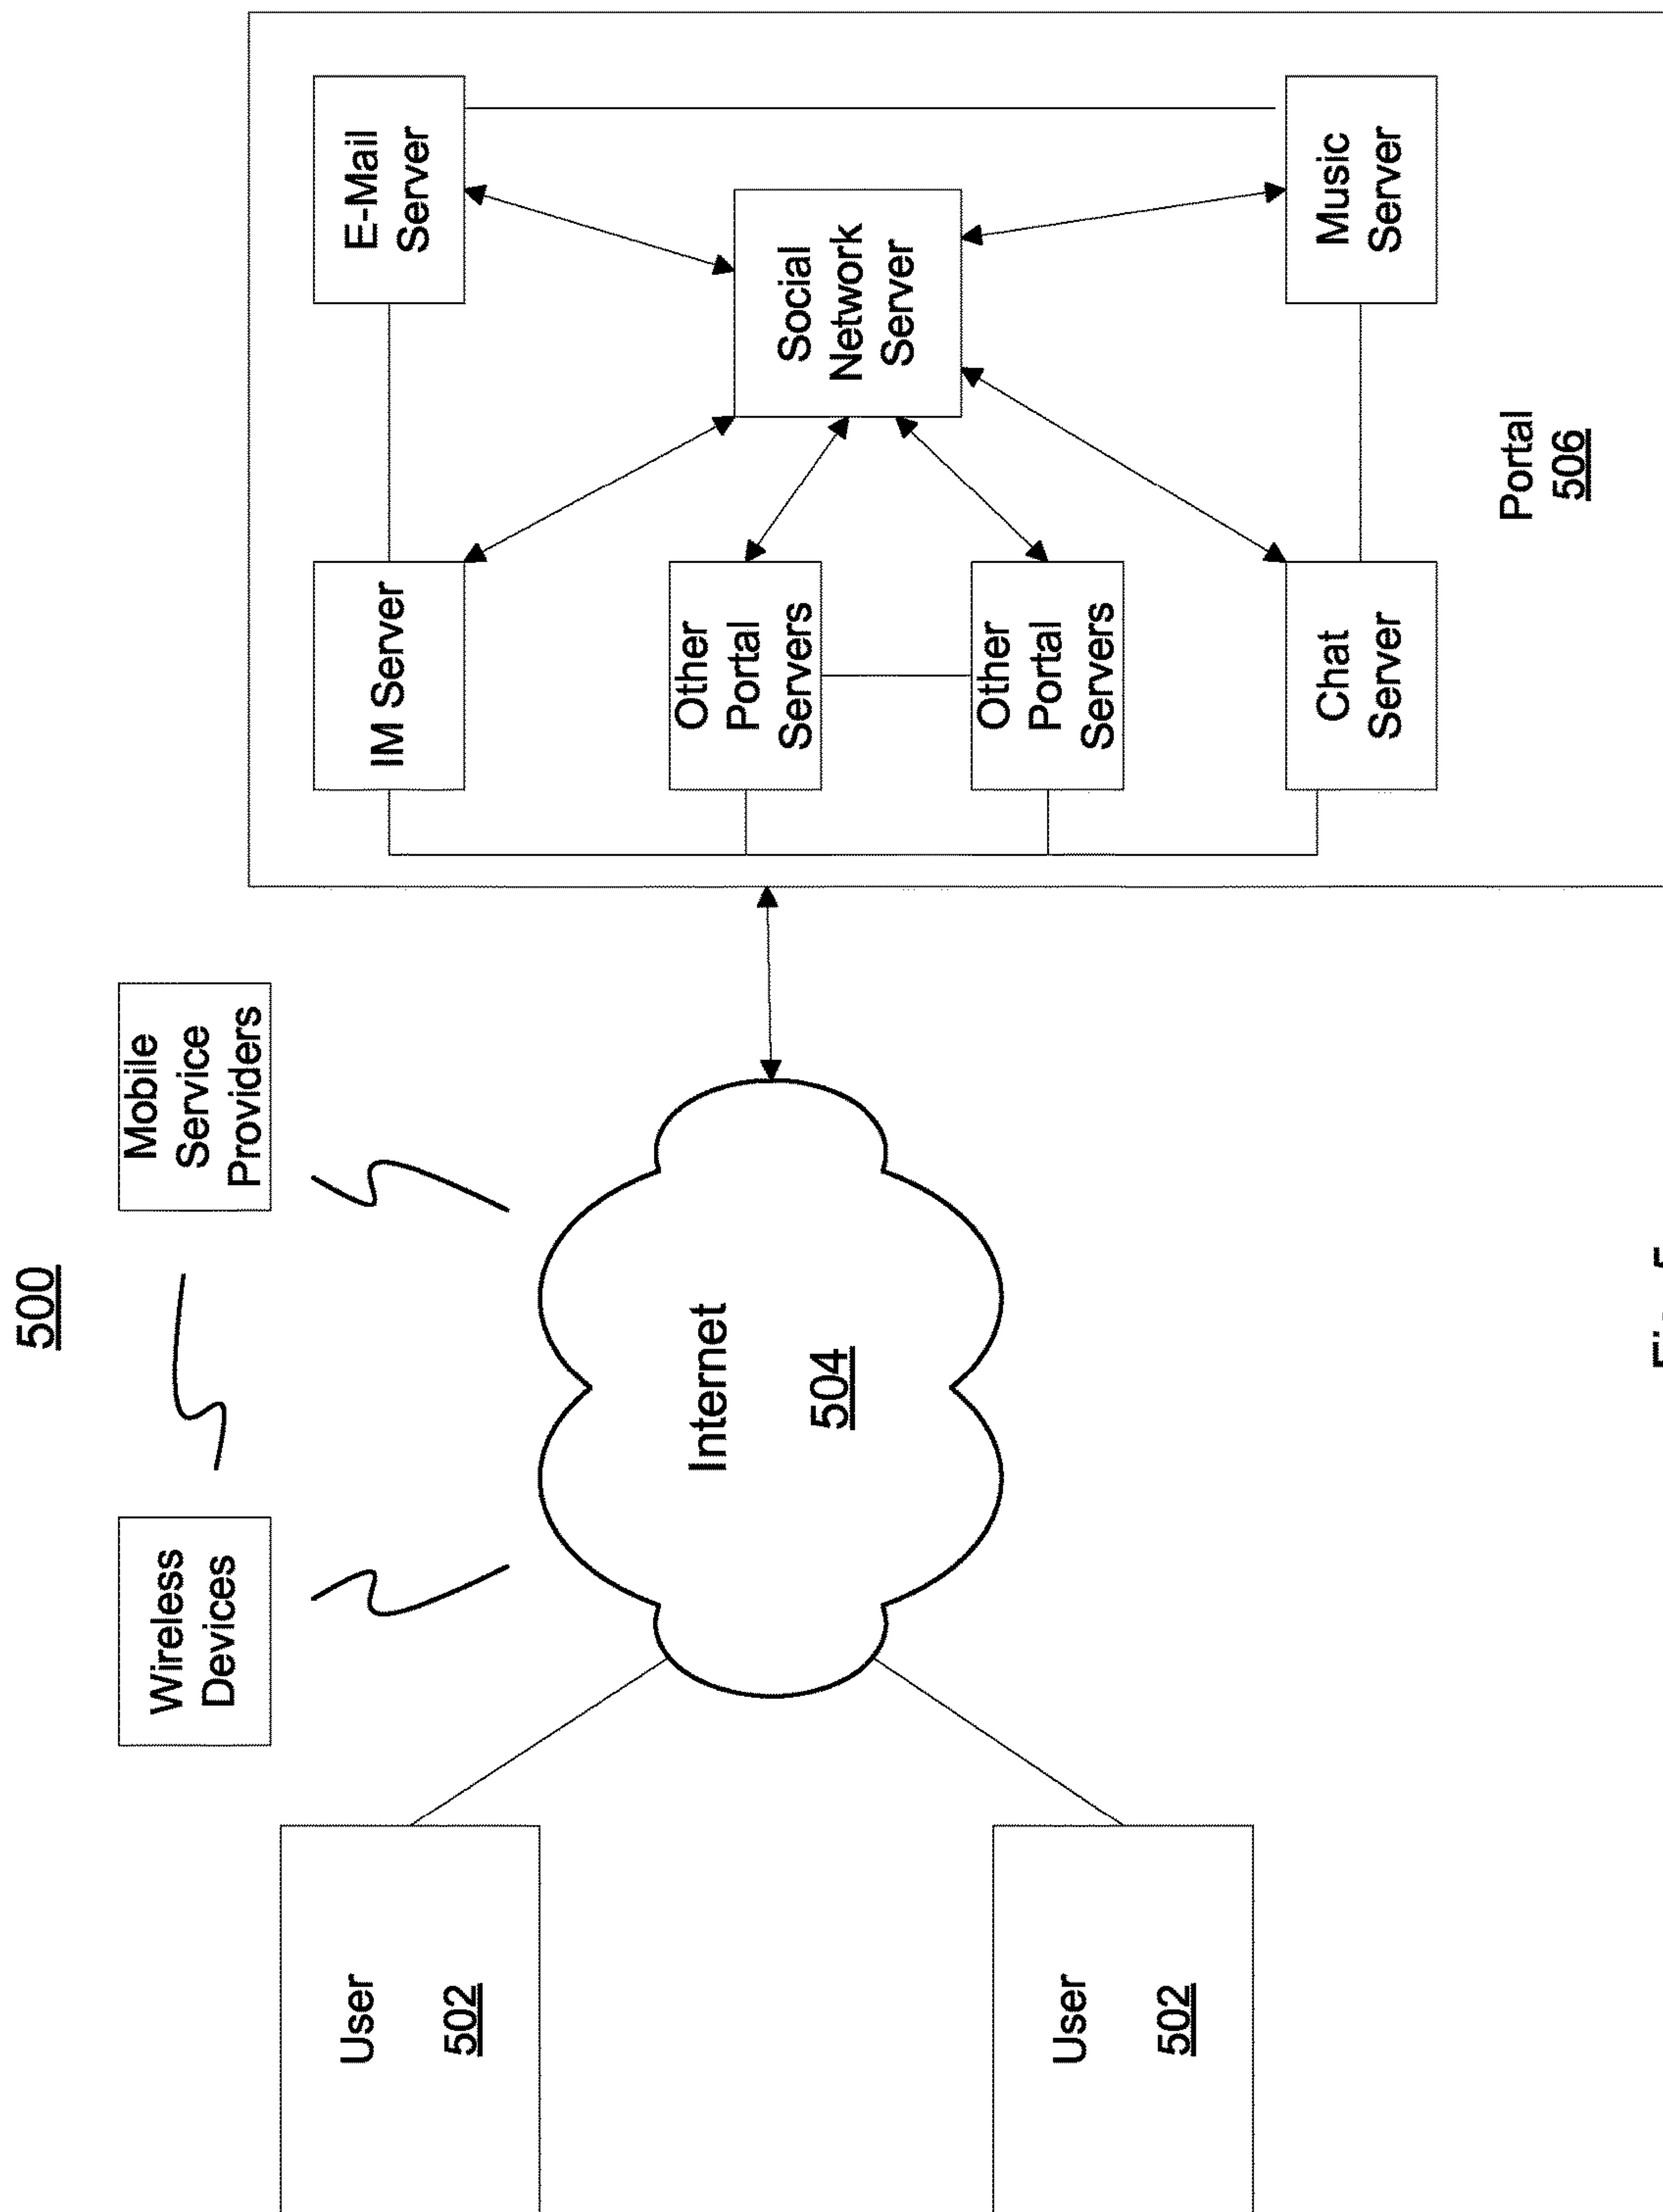 500
Wireless
Devices
Mobile
Service
Providers
User
502
User
502
Internet
504
IM Server
E-Mail
Server
Other
Portal
Servers
Social
Network
Server
Other
Portal
Servers
Chat
Server
Music
Server
Portal
506